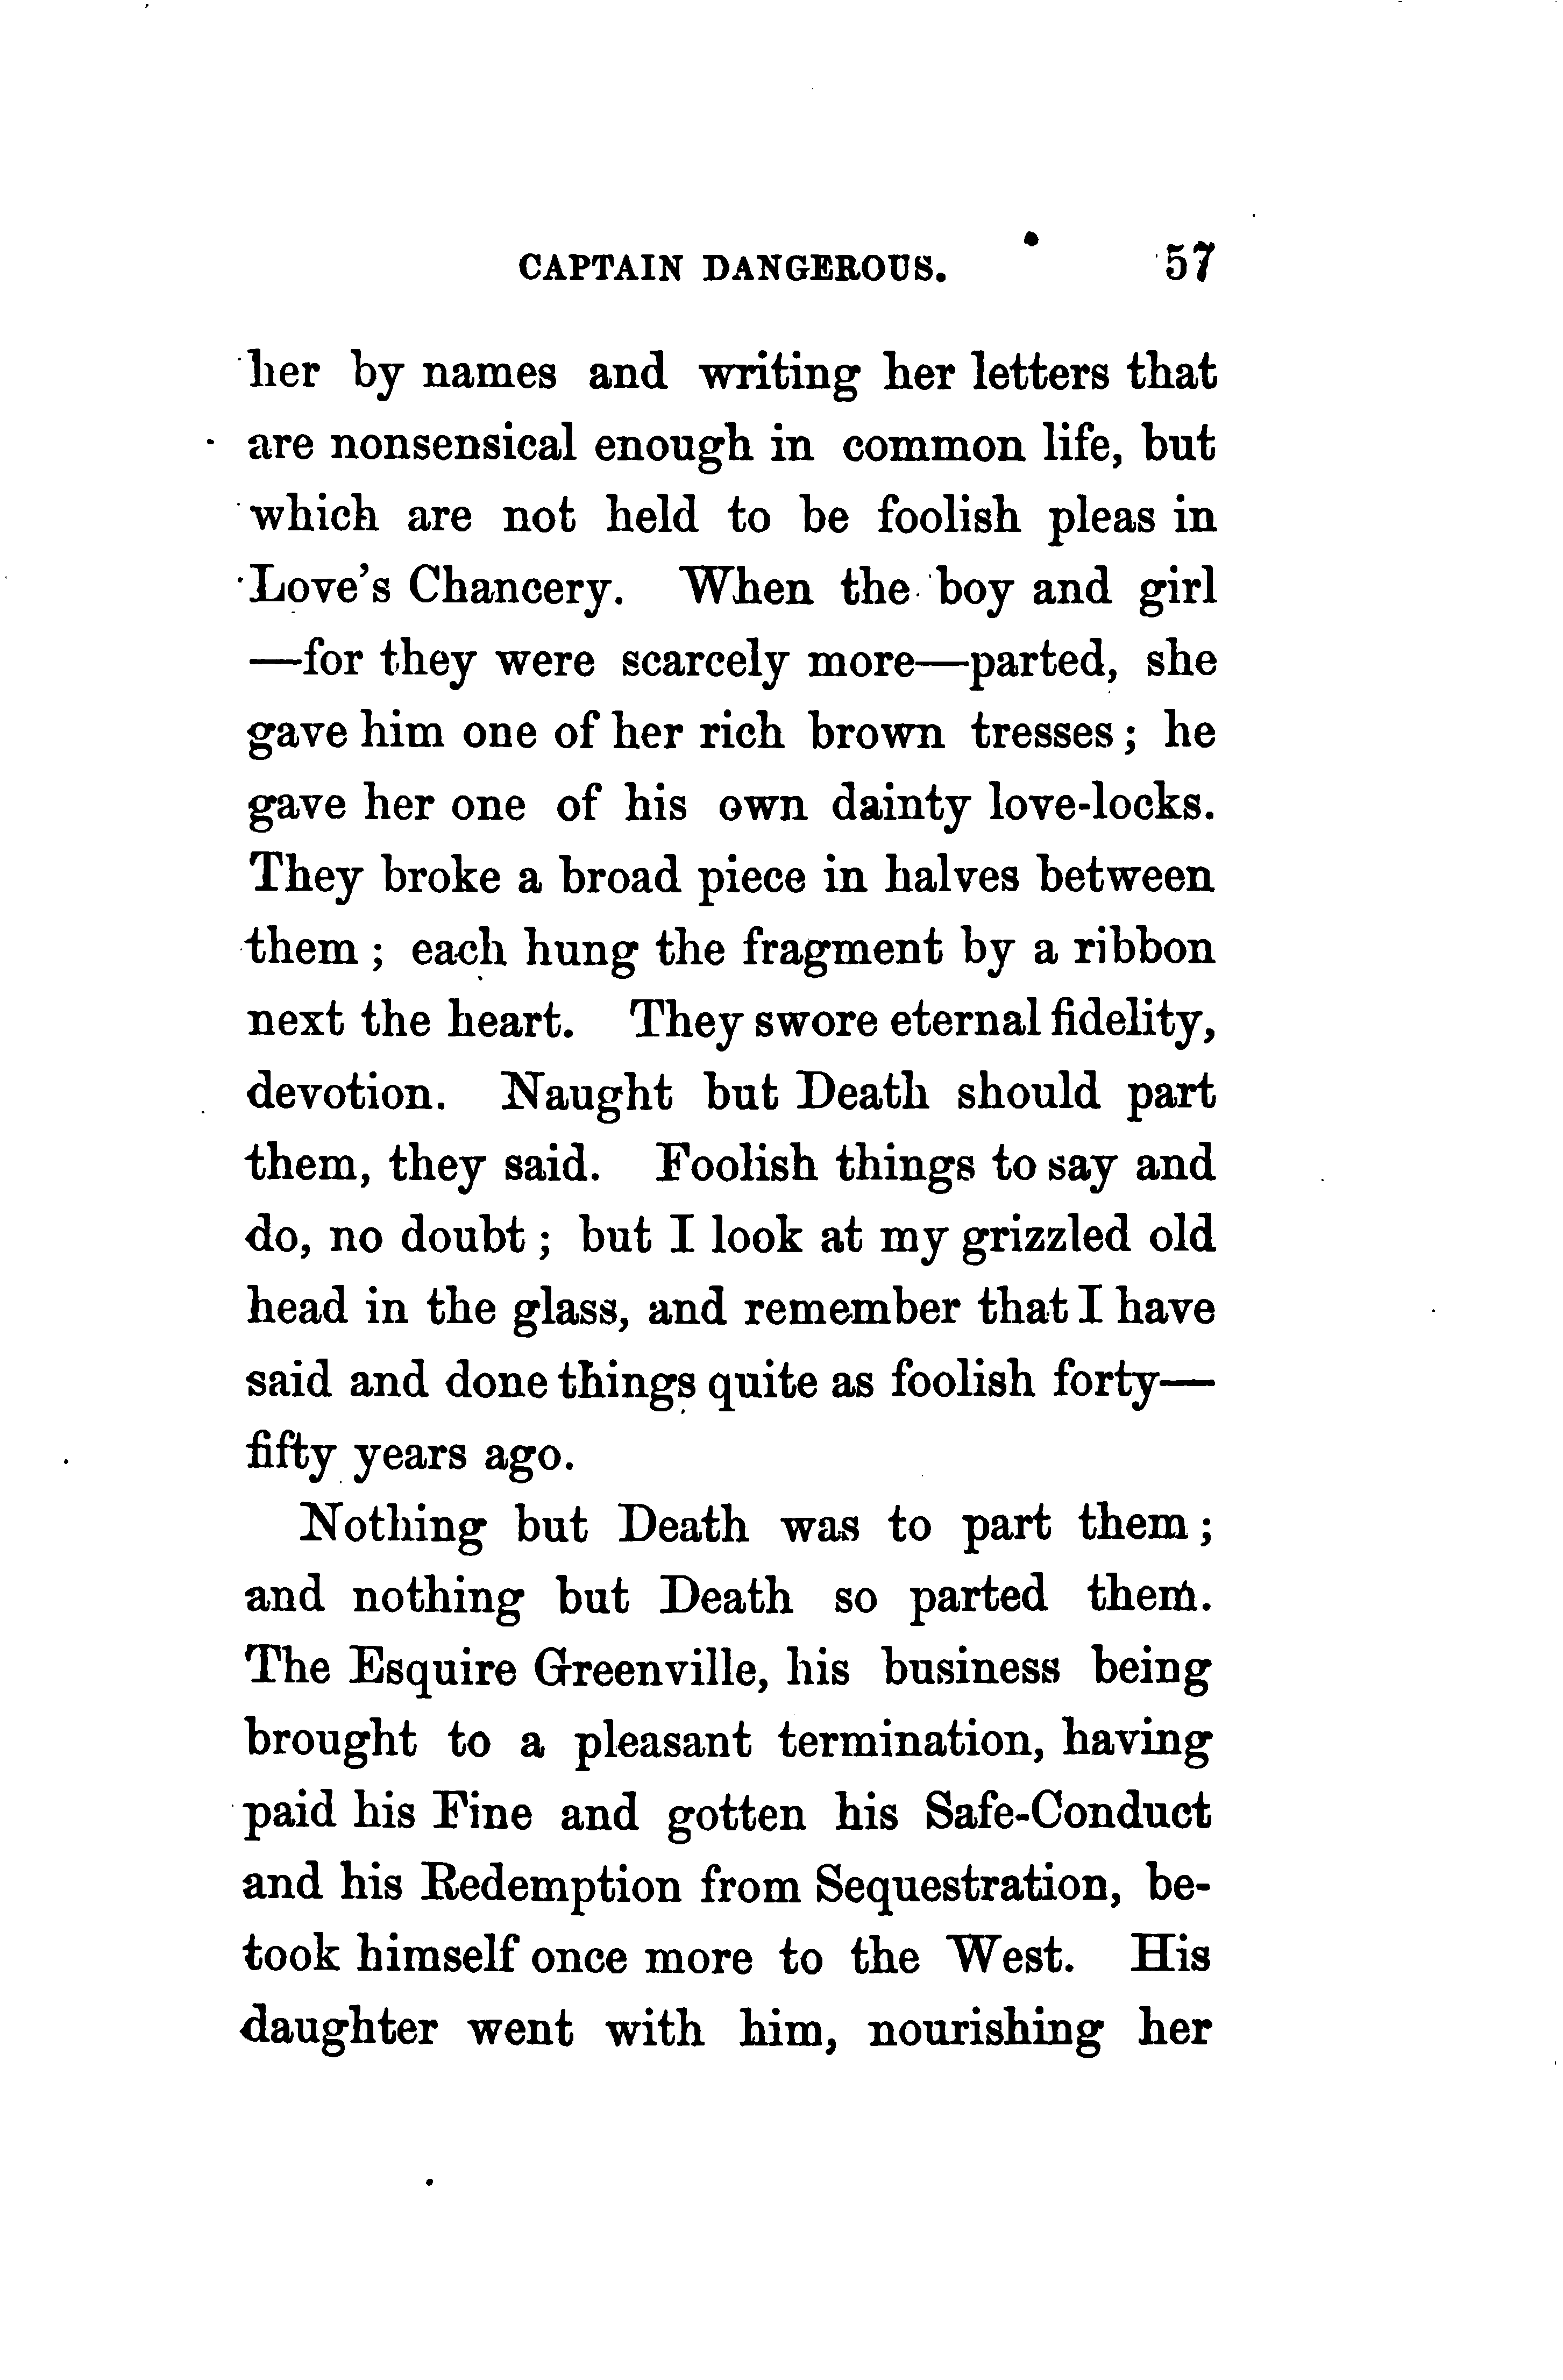 CAPTAIN DANGEROUS. 57
her by names and writing her letters that
are nonsensical enough in common life, but
which are not held to be foolish pleas in
Love's Chancery. When the boy and girl
—for they were scarcely more—parted, she
gave him one of her rich brown tresses; he
gave her one of his own dainty love-locks.
They broke a broad piece in halves between
them; each hung the fragment by a ribbon
next the heart. They swore eternal fidelity,
devotion. Naught but Death should part
them, they said. Foolish things to say and
do, no doubt; but I look at my grizzled old
head in the glass, and remember that I have
said and done things quite as foolish forty—
fifty years ago.
Nothing but Death was to part them;
and nothing but Death so parted them.
The Esquire Greenville, his business being
brought to a pleasant termination, having
paid his Fine and gotten his Safe-Conduct
and his Redemption from Sequestration, be-
took himself once more to the West. His
daughter went with him, nourishing her